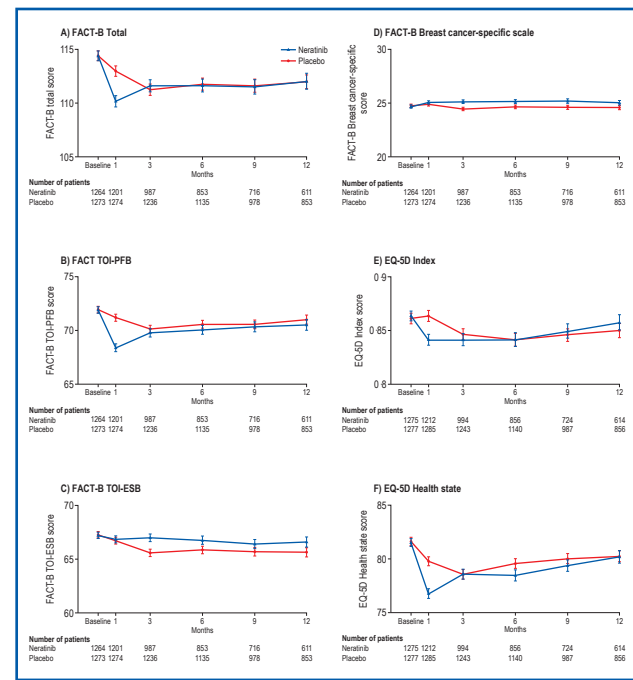 A) FACT-B Total
Neratinib
Placebo
FACT-B total score
115
110
105
Baseline 1 3 6 9 12
Months
Number of patients
Neratinib 1264 1201 987 853 716 611
Placebo 1273 1274 1236 1135 978 853
D) FACT-B Breast cancer-specific scale
FACT-B Breast cancer-specific
score
30
25
20
Baseline 1 3 6 9 12
Months
Number of patients
Neratinib 1264 1201 987 853 716 611
Placebo 1273 1274 1236 1135 978 853
B) FACT TOI-PFB
FACT-B TOI-PFB score
75
70
65
Baseline 1 3 6 9 12
Months
Number of patients
Neratinib 1264 1201 987 853 716 611
Placebo 1273 1274 1236 1135 978 853
E) EQ-5D Index
EQ-5D Index score
0 9
0 85
0 8
Baseline 1 3 6 9 12
Months
Number of patients
Neratinib 1275 1212 994 856 724 614
Placebo 1277 1285 1243 1140 987 856
C) FACT-B TOI-ESB
FACT-B TOI-ESB score
70
65
60
Baseline 1 3 6 9 12
Months
Number of patients
Neratinib 1264 1201 987 853 716 611
Placebo 1273 1274 1236 1135 978 853
F) EQ-5D Health state
EQ-5D Health state score
85
80
75
Baseline 1 3 6 9 12
Months
Number of patients
Neratinib 1275 1212 994 856 724 614
Placebo 1277 1285 1243 1140 987 856